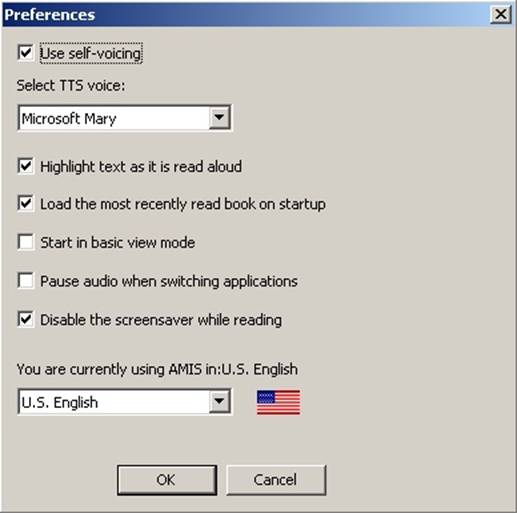 Preferences
Use self-voicing
Select TTS voice:
Microsoft Mary
Highlight text as it is read aloud
Load the most recently read book on startup
Start in basic view mode
Pause audio when switching applications
Disable the screensaver while reading
You are currently using AMIS in:U.S. English
U.S. English
OK Cancel